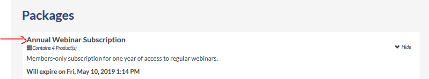 Packages
Annual Webinar Subscription
Contains 4 Product(s)
Hide
Members-only subscription for one year of access to regular webinars.
Will expire on Fri, May 10, 2019 1:14 PM